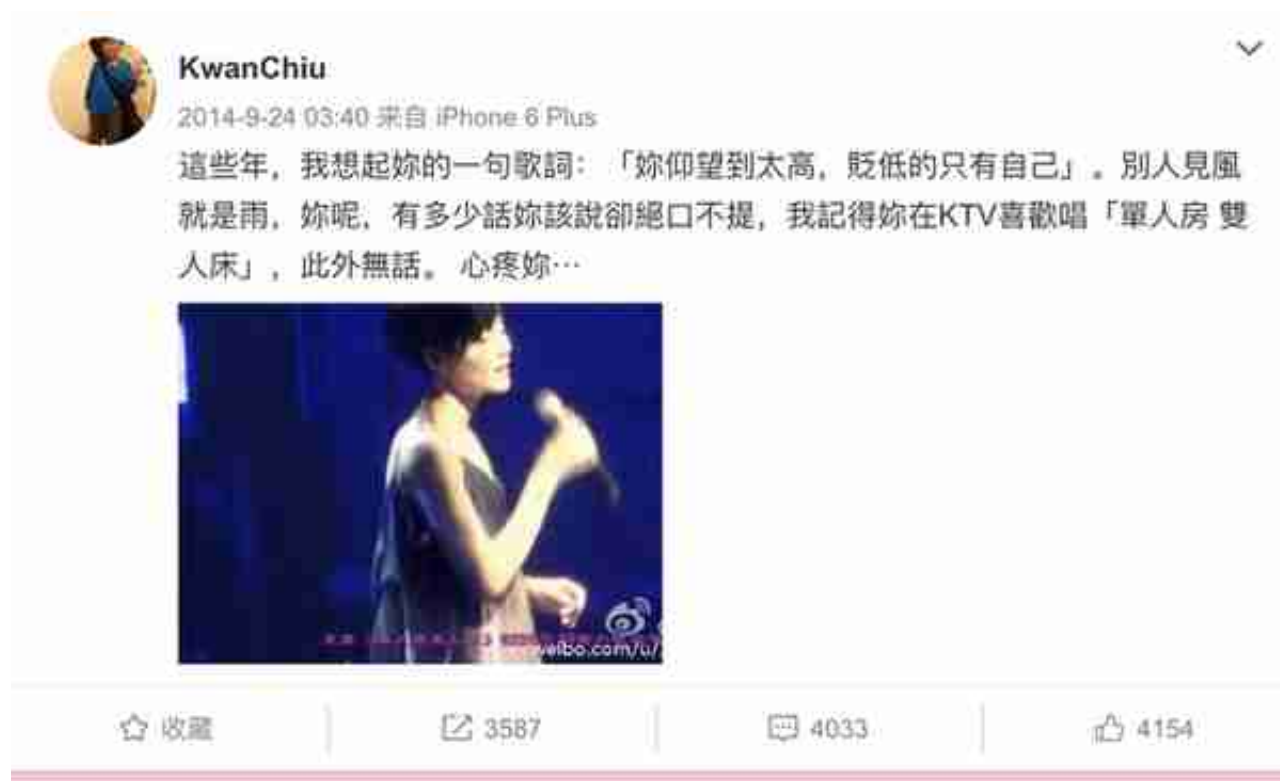 KwanChiu
2014-9-24 03:40 来自 iPhone 6 Plus
這些年，我想起妳的一句歌詞：「妳仰望到太高，貶低的只有自己」。別人見風
就是雨，妳呢，有多少話妳該說卻絕口不提，我記得妳在KTV喜歡唱「單人房 雙
人床」，此外無話。 心疼妳…
weibo.com/u/
收藏
3587
4033
4154